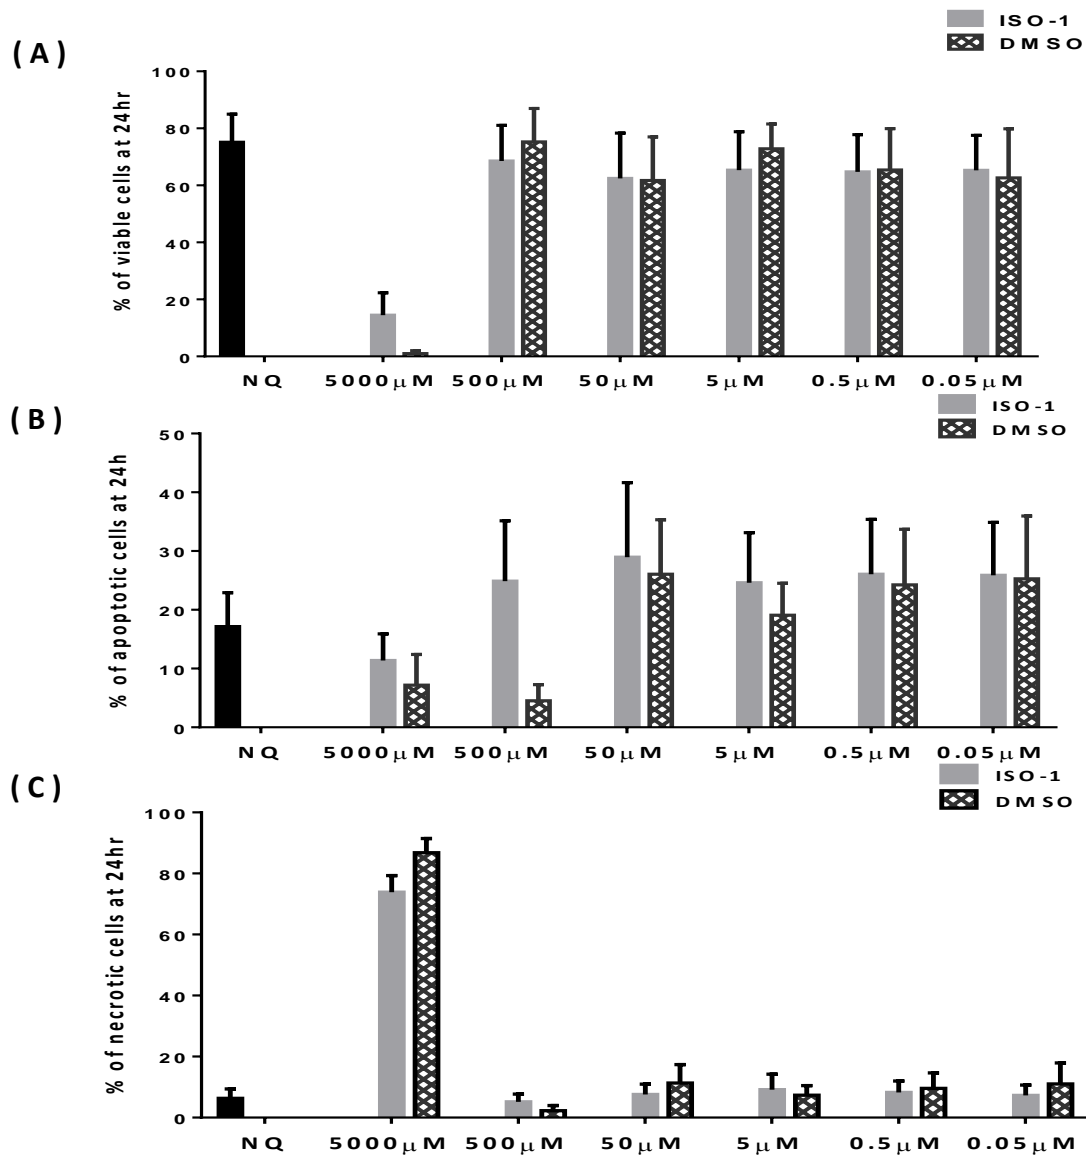 ISO-1
DMSO
( A )
% of viable cells at 24hr
100
80
60
40
20
0
NQ 5000μM 500μM 50μM 5μM 0.5μM 0.05μM
ISO-1
DMSO
( B )
% of apoptotic cells at 24h
50
40
30
20
10
0
NQ 5000μM 500μM 50μM 5μM 0.5μM 0.05μM
ISO-1
DMSO
( C )
% of necrotic cells at 24hr
100
80
60
40
20
0
NQ 5000μM 500μM 50μM 5μM 0.5μM 0.05μM